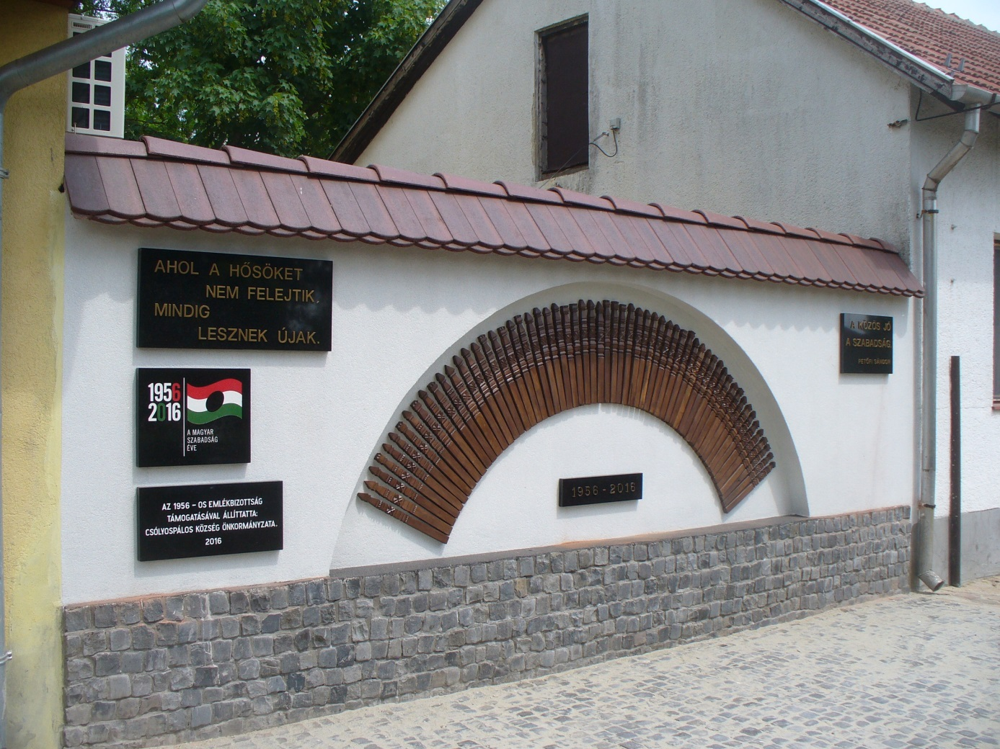 AHOL A HŐSÖKET
NEM FELEJTIK.
MINDIG
LESZNEK ÚJAK.
1956
2016
A MAGYAR
SZABADSÁG
ÉVE
AZ 1956 - OS EMLÉKBIZOTTSÁG
TÁMOGATÁSÁVAL ÁLLÍTTATTA:
CSÓLYOSPÁLOS KÖZSÉG ÖNKORMÁNYZATA.
2016
1956 - 2016
A KÖZÖS JÓ
A SZABADSÁG
PETŐFI SÁNDOR